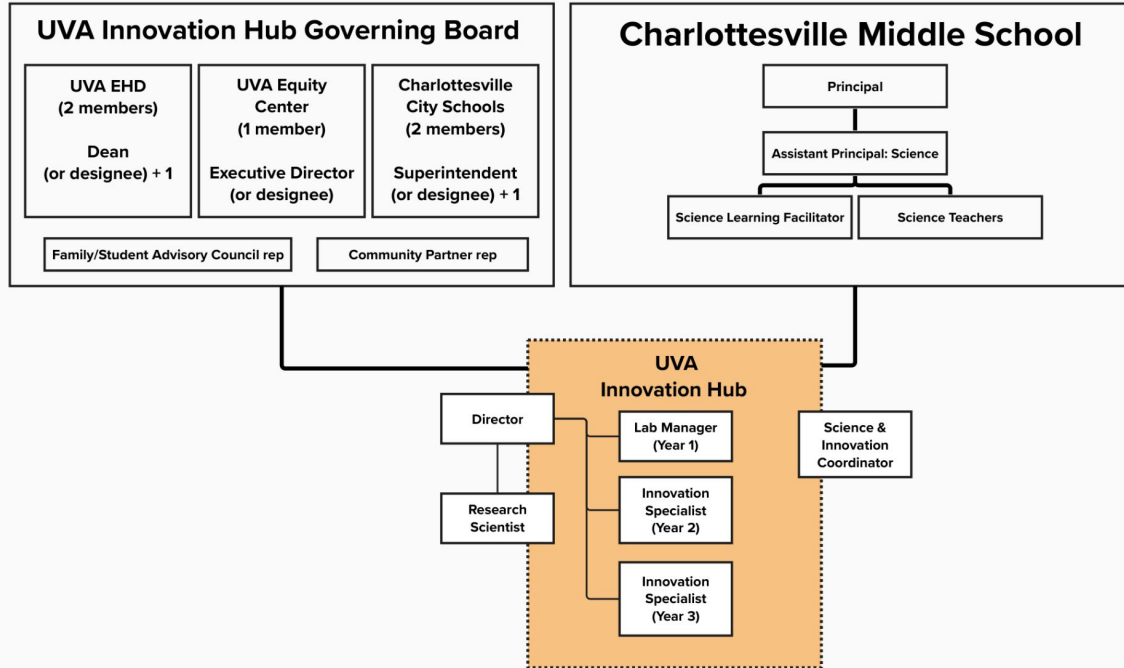 UVA Innovation Hub Governing Board
UVA EHD
(2 members)
Dean
(or designee) + 1
UVA Equity
Center
(1 member)
Executive Director
(or designee)
Charlottesville
City Schools
(2 members)
Superintendent
(or designee) + 1
Family/Student Advisory Council rep
Community Partner rep
Charlottesville Middle School
Principal
Assistant Principal: Science
Science Learning Facilitator
Science Teachers
UVA
Innovation Hub
Director
Research
Scientist
Lab Manager
(Year 1)
Innovation
Specialist
(Year 2)
Innovation
Specialist
(Year 3)
Science &
Innovation
Coordinator